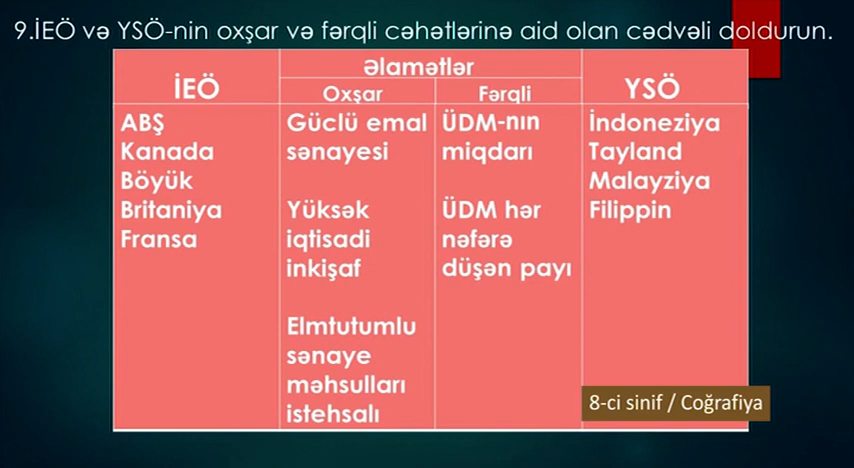 9.İEÖ və YSÖ-nin oxşar və fərqli cəhətlərinə aid olan cədvəli doldurun.
İEÖ
Əlamətlər
YSÖ
Oxşar
Fərqli
ABŞ
Kanada
Böyük
Britaniya
Fransa
Güclü emal
sənayesi
Yüksək
iqtisadi
inkişaf
Elmtutumlu
sənaye
məhsulları
istehsalı
ÜDM-nın
miqdarı
ÜDM hər
nəfərə
düşən payı
İndoneziya
Tayland
Malayziya
Filippin
8-ci sinif / Coğrafiya